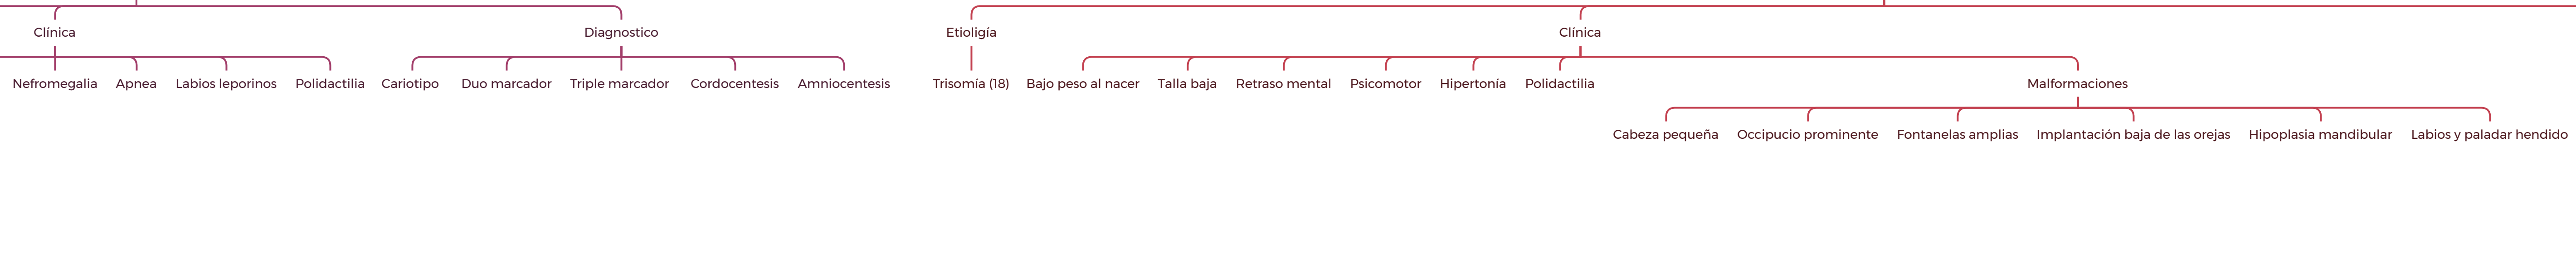 Clínica
Diagnostico
Etioligía
Clínica
Nefromegalia
Apnea
Labios leporinos
Polidactilia
Cariotipo
Duo marcador
Triple marcador
Cordocentesis
Amniocentesis
Trisomía (18)
Bajo peso al nacer
Talla baja
Retraso mental
Psicomotor
Hipertonía
Polidactilia
Malformaciones
Cabeza pequeña
Occipucio prominente
Fontanelas amplias
Implantación baja de las orejas
Hipoplasia mandibular
Labios y paladar hendido